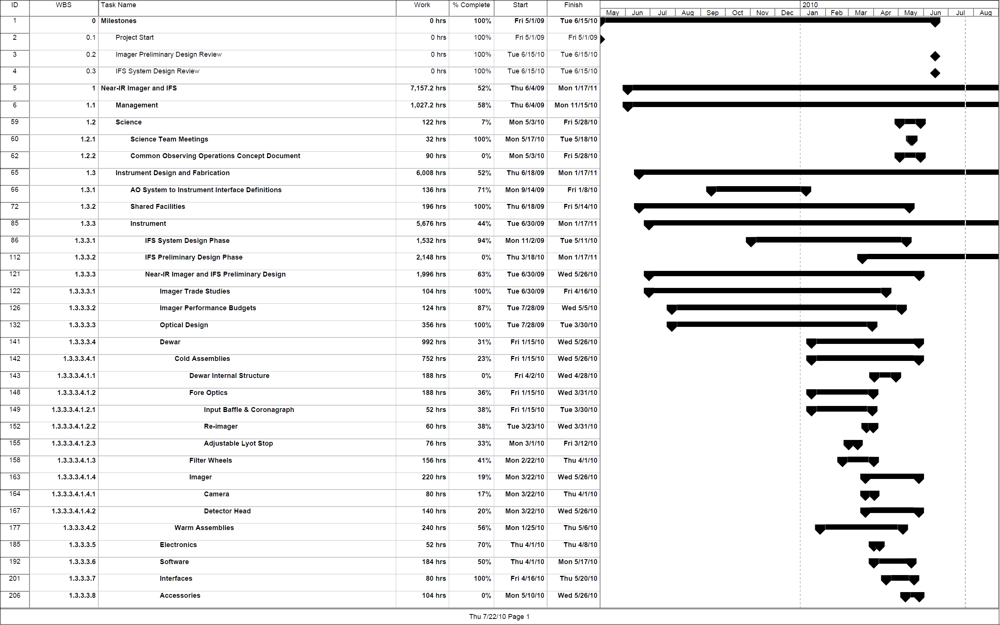 ID WBS Task Name Work % Complete Start Finish 2010
May Jun Jul Aug Sep Oct Nov Dec Jan Feb Mar Apr May Jun Jul Aug
1 0 Milestones 0 hrs 100% Fri 5/1/09 Tue 6/15/10
2 0.1 Project Start 0 hrs 100% Fri 5/1/09 Fri 5/1/09
3 0.2 Imager Preliminary Design Review 0 hrs 100% Tue 6/15/10 Tue 6/15/10
4 0.3 IFS System Design Review 0 hrs 100% Tue 6/15/10 Tue 6/15/10
5 1 Near-IR Imager and IFS 7,157.2 hrs 52% Thu 6/4/09 Mon 1/17/11
6 1.1 Management 1,027.2 hrs 58% Thu 6/4/09 Mon 11/15/10
59 1.2 Science 122 hrs 7% Mon 5/3/10 Fri 5/28/10
60 1.2.1 Science Team Meetings 32 hrs 100% Mon 5/17/10 Tue 5/18/10
62 1.2.2 Common Observing Operations Concept Document 90 hrs 0% Mon 5/3/10 Fri 5/28/10
65 1.3 Instrument Design and Fabrication 6,008 hrs 52% Thu 6/18/09 Mon 1/17/11
66 1.3.1 AO System to Instrument Interface Definitions 136 hrs 71% Mon 9/14/09 Fri 1/8/10
72 1.3.2 Shared Facilities 196 hrs 100% Thu 6/18/09 Fri 5/14/10
85 1.3.3 Instrument 5,676 hrs 44% Tue 6/30/09 Mon 1/17/11
86 1.3.3.1 IFS System Design Phase 1,532 hrs 94% Mon 11/2/09 Tue 5/11/10
112 1.3.3.2 IFS Preliminary Design Phase 2,148 hrs 0% Thu 3/18/10 Mon 1/17/11
121 1.3.3.3 Near-IR Imager and IFS Preliminary Design 1,996 hrs 63% Tue 6/30/09 Wed 5/26/10
122 1.3.3.3.1 Imager Trade Studies 104 hrs 100% Tue 6/30/09 Fri 4/16/10
126 1.3.3.3.2 Imager Performance Budgets 124 hrs 87% Tue 7/28/09 Wed 5/5/10
132 1.3.3.3.3 Optical Design 356 hrs 100% Tue 7/28/09 Tue 3/30/10
141 1.3.3.3.4 Dewar 992 hrs 31% Fri 1/15/10 Wed 5/26/10
142 1.3.3.3.4.1 Cold Assemblies 752 hrs 23% Fri 1/15/10 Wed 5/26/10
143 1.3.3.3.4.1.1 Dewar Internal Structure 188 hrs 0% Fri 4/2/10 Wed 4/28/10
148 1.3.3.3.4.1.2 Fore Optics 188 hrs 36% Fri 1/15/10 Wed 3/31/10
149 1.3.3.3.4.1.2.1 Input Baffle & Coronagraph 52 hrs 38% Fri 1/15/10 Tue 3/30/10
152 1.3.3.3.4.1.2.2 Re-imager 60 hrs 38% Tue 3/23/10 Wed 3/31/10
155 1.3.3.3.4.1.2.3 Adjustable Lyot Stop 76 hrs 33% Mon 3/1/10 Fri 3/12/10
158 1.3.3.3.4.1.3 Filter Wheels 156 hrs 41% Mon 2/22/10 Thu 4/1/10
163 1.3.3.3.4.1.4 Imager 220 hrs 19% Mon 3/22/10 Wed 5/26/10
164 1.3.3.3.4.1.4.1 Camera 80 hrs 17% Mon 3/22/10 Thu 4/1/10
167 1.3.3.3.4.1.4.2 Detector Head 140 hrs 20% Mon 3/22/10 Wed 5/26/10
177 1.3.3.3.4.2 Warm Assemblies 240 hrs 56% Mon 1/25/10 Thu 5/6/10
185 1.3.3.3.5 Electronics 52 hrs 70% Thu 4/1/10 Thu 4/8/10
192 1.3.3.3.6 Software 184 hrs 50% Thu 4/1/10 Mon 5/17/10
201 1.3.3.3.7 Interfaces 80 hrs 100% Fri 4/16/10 Thu 5/20/10
206 1.3.3.3.8 Accessories 104 hrs 0% Mon 5/10/10 Wed 5/26/10
Thu 7/22/10 Page 1